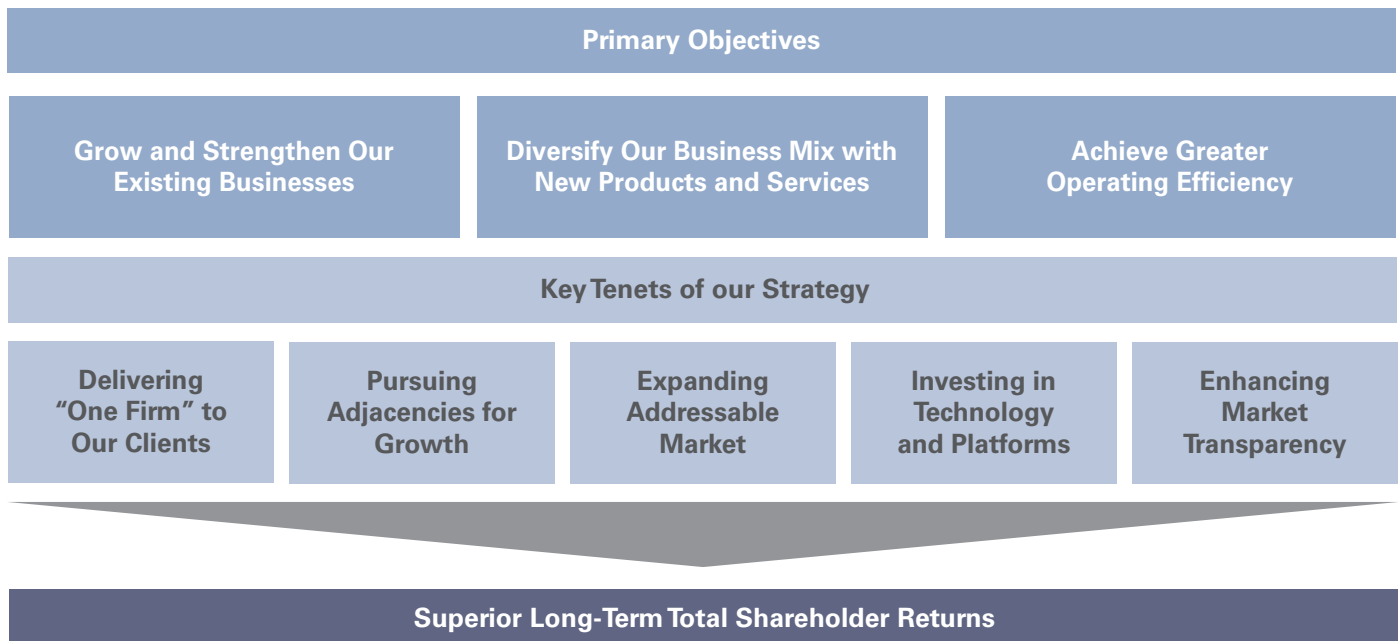 Primary Objectives
Grow and Strengthen Our
Existing Businesses
Diversify Our Business Mix with
New Products and Services
Achieve Greater
Operating Efficiency
Key Tenets of our Strategy
Delivering
“One Firm” to
Our Clients
Pursuing
Adjacencies for
Growth
Expanding
Addressable
Market
Investing in
Technology
and Platforms
Enhancing
Market
Transparency
Superior Long-Term Total Shareholder Returns